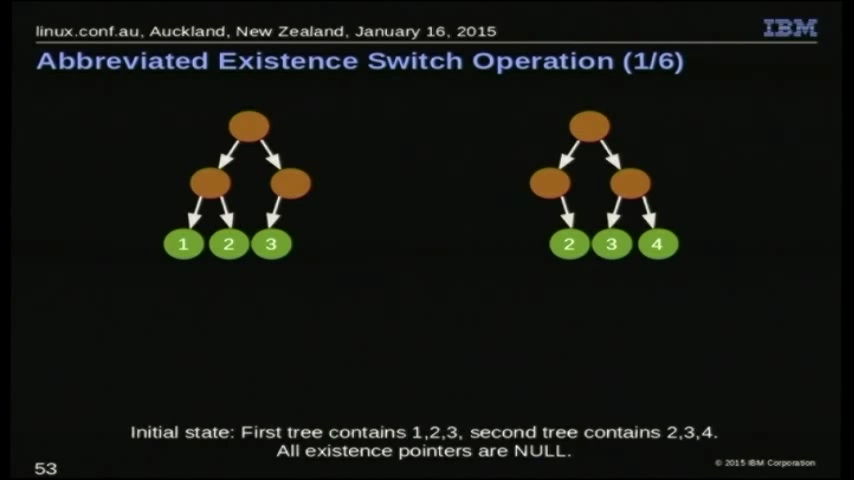 linux.conf.au, Auckland, New Zealand, January 16, 2015
IBM
Abbreviated Existence Switch Operation (1/6)
1 2 3 2 3 4
Initial state: First tree contains 1,2,3, second tree contains 2,3,4.
All existence pointers are NULL.
53
© 2015 IBM Corporation